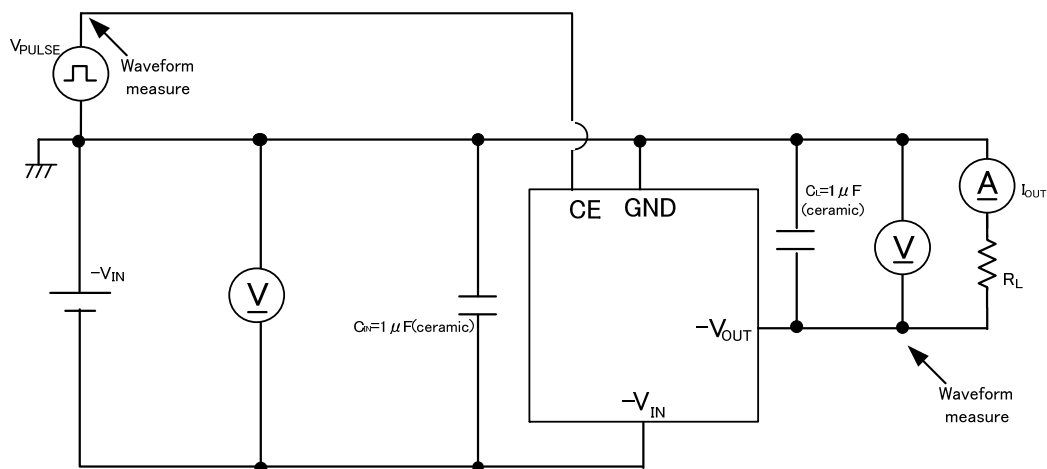 VPULSE
Waveform
measure
CE GND
CL=1μF
(ceramic)
V
A
IOUT
RL
-VIN
V
CIN=1μF(ceramic)
-VOUT
-VIN
Waveform
measure